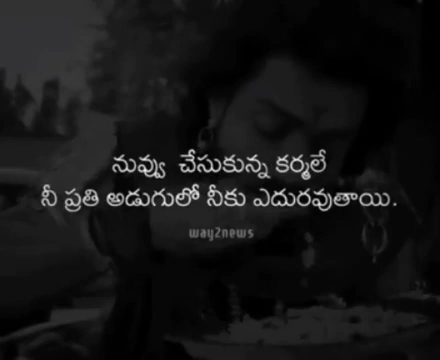 నువ్వు చేసుకున్న కర్మలే
నీ ప్రతి అడుగులో నీకు ఎదురవుతాయి.
way2news